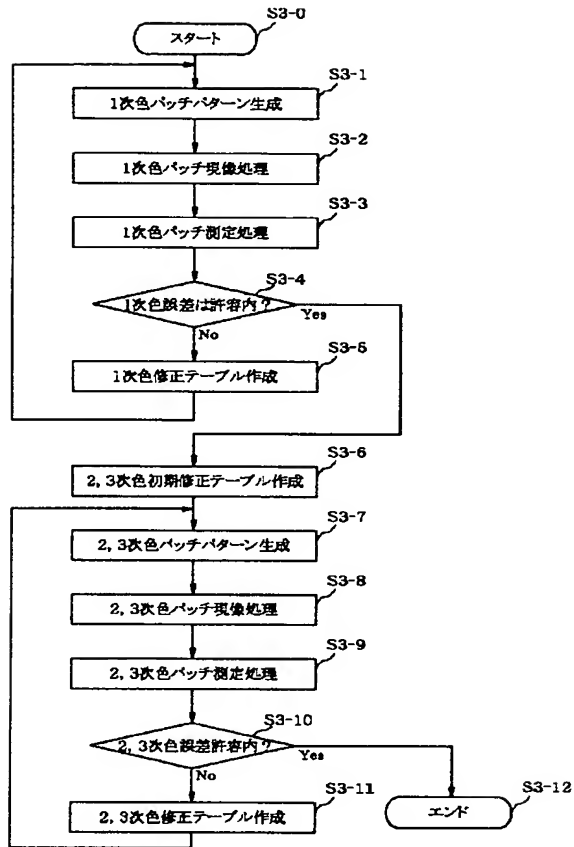 S3-0
スタート
S3-1
1次色パッチパターン生成
S3-2
1次色パッチ現像処理
S3-3
1次色パッチ測定処理
S3-4
1次色誤差は許容内?
Yes
No
S3-5
1次色修正テーブル作成
S3-6
2, 3次色初期修正テーブル作成
S3-7
2, 3次色パッチパターン生成
S3-8
2, 3次色パッチ現像処理
S3-9
2, 3次色パッチ測定処理
S3-10
2, 3次色誤差許容内?
Yes
No
S3-11
2, 3次色修正テーブル作成
S3-12
エンド